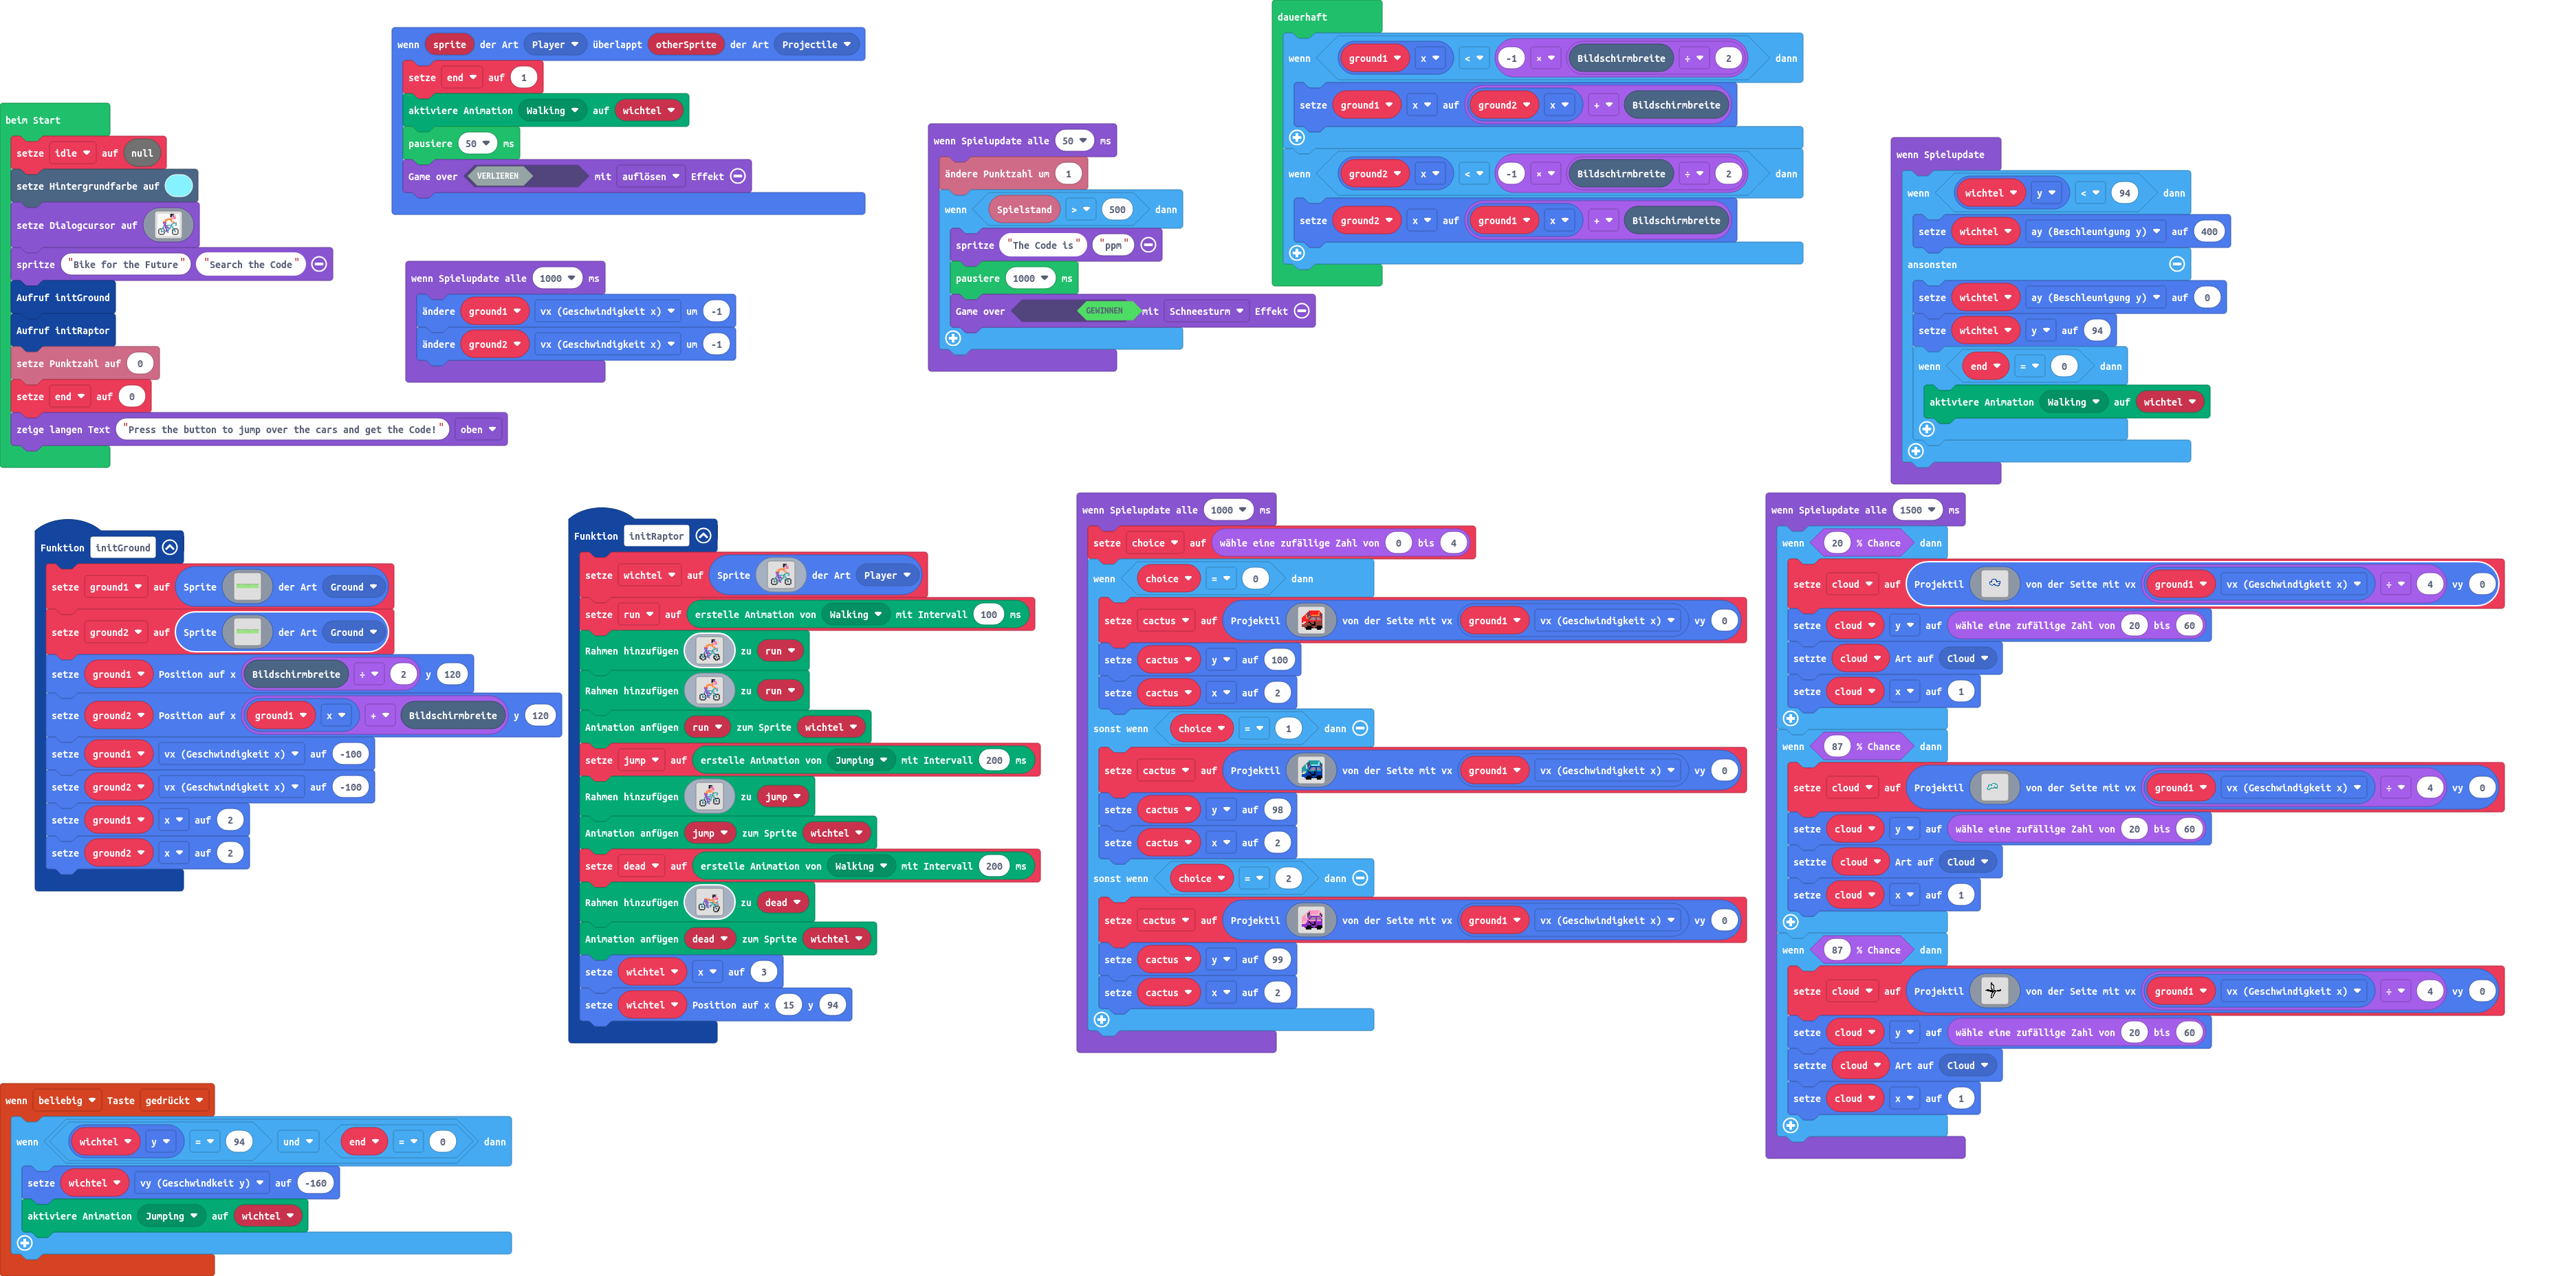 beim Start
setze idle auf null
setze Hintergrundfarbe auf
setze Dialogcursor auf
spritze "Bike for the Future" "Search the Code"
Aufruf initGround
Aufruf initRaptor
setze Punktzahl auf 0
setze end auf 0
zeige langen Text "Press the button to jump over the cars and get the Code!" oben
wenn sprite der Art Player überlappt otherSprite der Art Projectile
setze end auf 1
aktiviere Animation Walking auf wichtel
pausiere 50 ms
Game over VERLIEREN mit auflösen Effekt
wenn Spielupdate alle 1000 ms
ändere ground1 vx (Geschwindigkeit x) um -1
ändere ground2 vx (Geschwindigkeit x) um -1
wenn Spielupdate alle 50 ms
ändere Punktzahl um 1
wenn Spielstand > 500 dann
spritze "The Code is" "ppm"
pausiere 1000 ms
Game over GEWINNEN mit Schneesturm Effekt
dauerhaft
wenn ground1 x < -1 × Bildschirmbreite ÷ 2 dann
setze ground1 x auf ground2 x + Bildschirmbreite
wenn ground2 x < -1 × Bildschirmbreite ÷ 2 dann
setze ground2 x auf ground1 x + Bildschirmbreite
wenn Spielupdate
wenn wichtel y < 94 dann
setze wichtel ay (Beschleunigung y) auf 400
ansonsten
setze wichtel ay (Beschleunigung y) auf 0
setze wichtel y auf 94
wenn end = 0 dann
aktiviere Animation Walking auf wichtel
Funktion initGround
setze ground1 auf Sprite der Art Ground
setze ground2 auf Sprite der Art Ground
setze ground1 Position auf x Bildschirmbreite ÷ 2 y 120
setze ground2 Position auf x ground1 x + Bildschirmbreite y 120
setze ground1 vx (Geschwindigkeit x) auf -100
setze ground2 vx (Geschwindigkeit x) auf -100
setze ground1 x auf 2
setze ground2 x auf 2
Funktion initRaptor
setze wichtel auf Sprite der Art Player
setze run auf erstelle Animation von Walking mit Intervall 100 ms
Rahmen hinzufügen zu run
Rahmen hinzufügen zu run
Animation anfügen run zum Sprite wichtel
setze jump auf erstelle Animation von Jumping mit Intervall 200 ms
Rahmen hinzufügen zu jump
Animation anfügen jump zum Sprite wichtel
setze dead auf erstelle Animation von Walking mit Intervall 200 ms
Rahmen hinzufügen zu dead
Animation anfügen dead zum Sprite wichtel
setze wichtel x auf 3
setze wichtel Position auf x 15 y 94
wenn Spielupdate alle 1000 ms
setze choice auf wähle eine zufällige Zahl von 0 bis 4
wenn choice = 0 dann
setze cactus auf Projektil von der Seite mit vx ground1 vx (Geschwindigkeit x) vy 0
setze cactus y auf 100
setze cactus x auf 2
sonst wenn choice = 1 dann
setze cactus auf Projektil von der Seite mit vx ground1 vx (Geschwindigkeit x) vy 0
setze cactus y auf 98
setze cactus x auf 2
sonst wenn choice = 2 dann
setze cactus auf Projektil von der Seite mit vx ground1 vx (Geschwindigkeit x) vy 0
setze cactus y auf 99
setze cactus x auf 2
wenn Spielupdate alle 1500 ms
wenn 20 % Chance dann
setze cloud auf Projektil von der Seite mit vx ground1 vx (Geschwindigkeit x) ÷ 4 vy 0
setze cloud y auf wähle eine zufällige Zahl von 20 bis 60
setzte cloud Art auf Cloud
setze cloud x auf 1
wenn 87 % Chance dann
setze cloud auf Projektil von der Seite mit vx ground1 vx (Geschwindigkeit x) ÷ 4 vy 0
setze cloud y auf wähle eine zufällige Zahl von 20 bis 60
setzte cloud Art auf Cloud
setze cloud x auf 1
wenn 87 % Chance dann
setze cloud auf Projektil von der Seite mit vx ground1 vx (Geschwindigkeit x) ÷ 4 vy 0
setze cloud y auf wähle eine zufällige Zahl von 20 bis 60
setzte cloud Art auf Cloud
setze cloud x auf 1
wenn beliebig Taste gedrückt
wenn wichtel y = 94 und end = 0 dann
setze wichtel vy (Geschwindkeit y) auf -160
aktiviere Animation Jumping auf wichtel